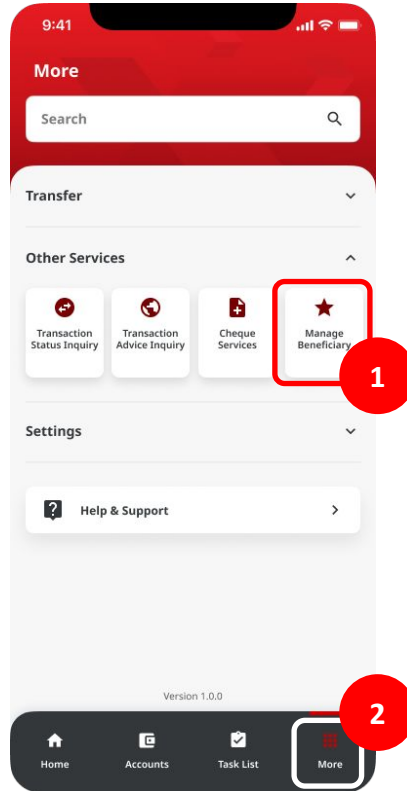 9:41
More
Search
Transfer
Other Services
Transaction
Status Inquiry
Transaction
Advice Inquiry
Cheque
Services
Manage
Beneficiary
1
Settings
Help & Support
Version 1.0.0
2
Home
Accounts
Task List
More